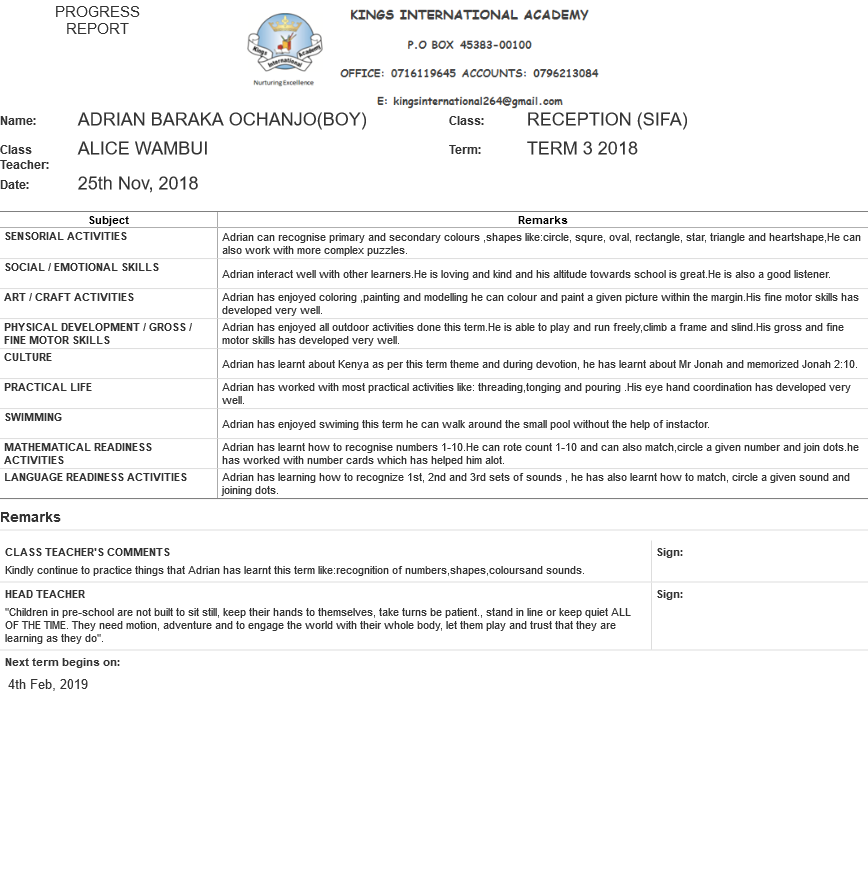 PROGRESS
REPORT
KINGS INTERNATIONAL ACADEMY
P.O BOX 45383-00100
OFFICE: 0716119645 ACCOUNTS: 0796213084
E: kingsinternational264@gmail.com
Kings Academy
International
Nurturing Excellence
Name: ADRIAN BARAKA OCHANJO(BOY) Class: RECEPTION (SIFA)
Class Teacher: ALICE WAMBUI Term: TERM 3 2018
Date: 25th Nov, 2018
Subject Remarks
SENSORIAL ACTIVITIES Adrian can recognise primary and secondary colours ,shapes like:circle, squre, oval, rectangle, star, triangle and heartshape,He can
also work with more complex puzzles.
SOCIAL / EMOTIONAL SKILLS Adrian interact well with other learners.He is loving and kind and his altitude towards school is great.He is also a good listener.
ART / CRAFT ACTIVITIES Adrian has enjoyed coloring ,painting and modelling he can colour and paint a given picture within the margin.His fine motor skills has
developed very well.
PHYSICAL DEVELOPMENT / GROSS / Adrian has enjoyed all outdoor activities done this term.He is able to play and run freely,climb a frame and slind.His gross and fine
FINE MOTOR SKILLS motor skills has developed very well.
CULTURE Adrian has learnt about Kenya as per this term theme and during devotion, he has learnt about Mr Jonah and memorized Jonah 2:10.
PRACTICAL LIFE Adrian has worked with most practical activities like: threading,tonging and pouring .His eye hand coordination has developed very
well.
SWIMMING Adrian has enjoyed swiming this term he can walk around the small pool without the help of instactor.
MATHEMATICAL READINESS Adrian has learnt how to recognise numbers 1-10.He can rote count 1-10 and can also match,circle a given number and join dots.he
ACTIVITIES has worked with number cards which has helped him alot.
LANGUAGE READINESS ACTIVITIES Adrian has learning how to recognize 1st, 2nd and 3rd sets of sounds , he has also learnt how to match, circle a given sound and
joining dots.
Remarks
CLASS TEACHER'S COMMENTS Sign:
Kindly continue to practice things that Adrian has learnt this term like:recognition of numbers,shapes,coloursand sounds.
HEAD TEACHER Sign:
"Children in pre-school are not built to sit still, keep their hands to themselves, take turns be patient., stand in line or keep quiet ALL
OF THE TIME. They need motion, adventure and to engage the world with their whole body, let them play and trust that they are
learning as they do".
Next term begins on:
4th Feb, 2019